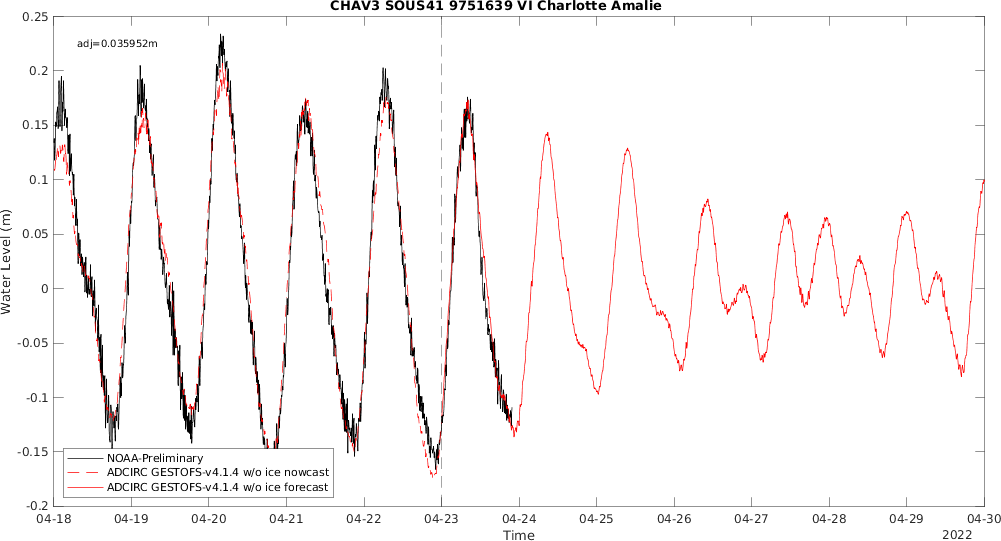 CHAV3 SOUS41 9751639 VI Charlotte Amalie
adj=0.035952m
0.25
0.2
0.15
0.1
0.05
0
-0.05
-0.1
-0.15
-0.2
Water Level (m)
NOAA-Preliminary
ADCIRC GESTOFS-v4.1.4 w/o ice nowcast
ADCIRC GESTOFS-v4.1.4 w/o ice forecast
04-18 04-19 04-20 04-21 04-22 04-23 04-24 04-25 04-26 04-27 04-28 04-29 04-30
Time
2022